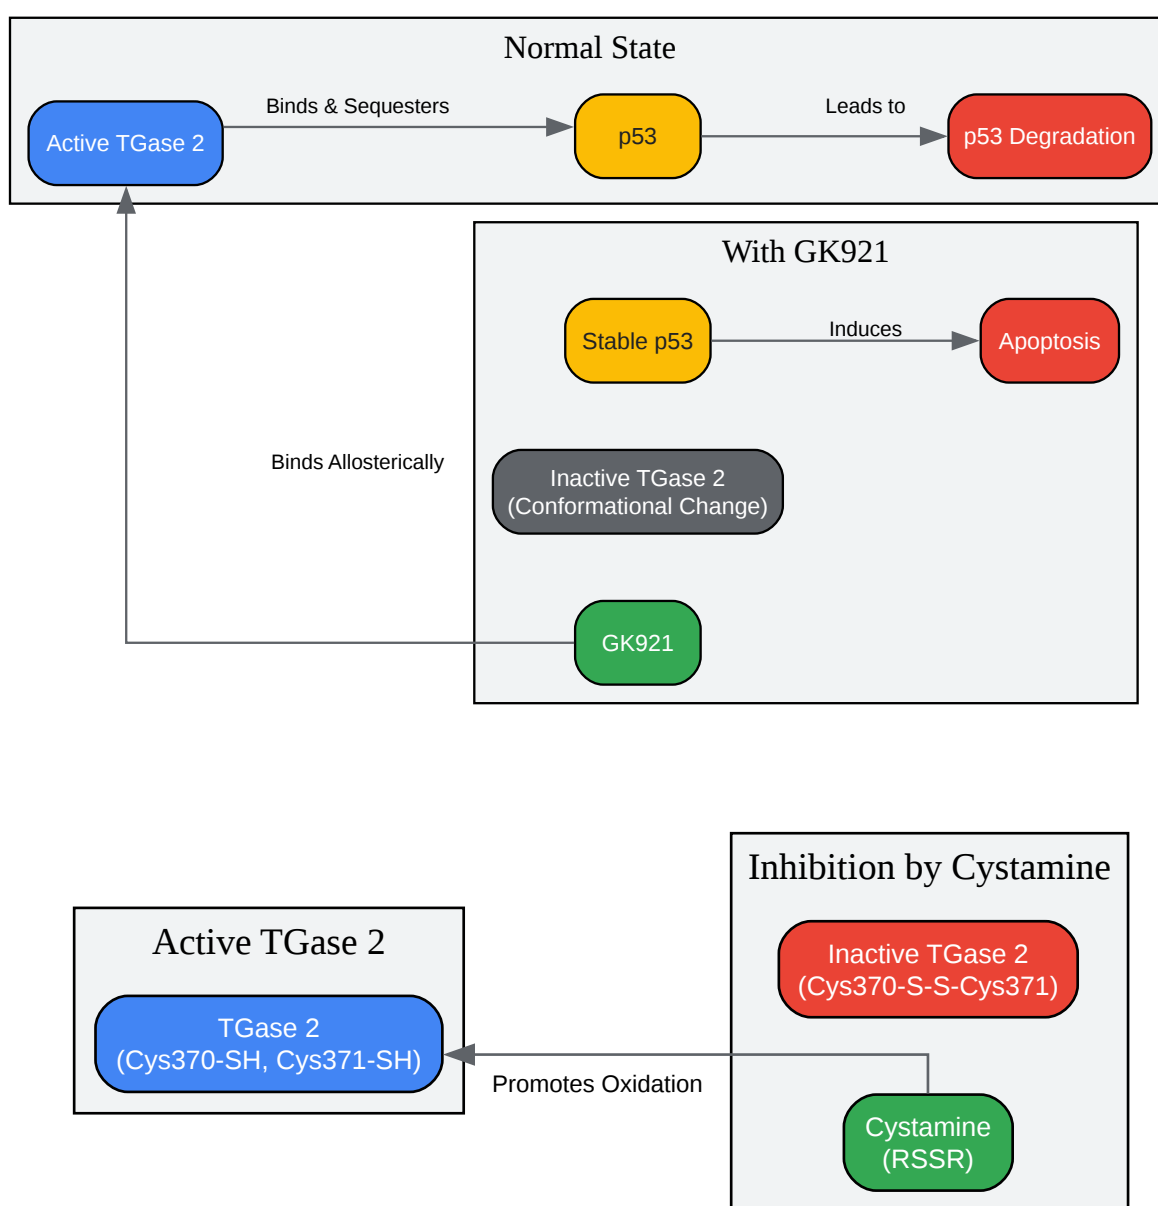 Normal State
Binds & Sequesters
Leads to
Active TGase 2
p53
p53 Degradation
With GK921
Stable p53
Induces
Apoptosis
Binds Allosterically
Inactive TGase 2
(Conformational Change)
GK921
Inhibition by Cystamine
Active TGase 2
Inactive TGase 2
(Cys370-S-S-Cys371)
TGase 2
(Cys370-SH, Cys371-SH)
Promotes Oxidation
Cystamine
(RSSR)